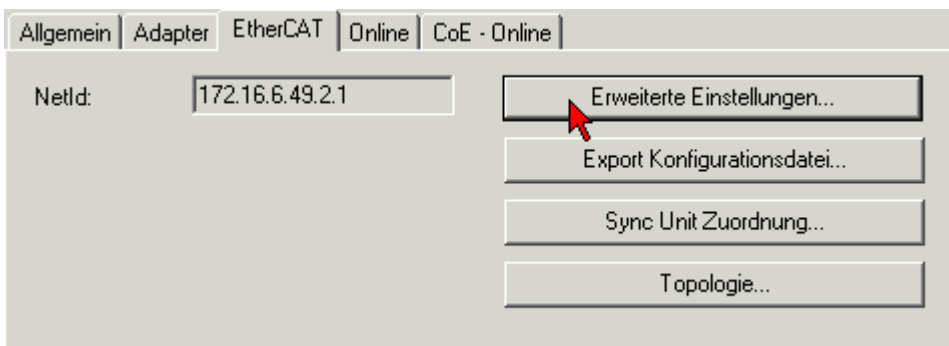 Allgemein Adapter EtherCAT Online CoE - Online
NetId: 172.16.6.49.2.1 Erweiterte Einstellungen...
Export Konfigurationsdatei...
Sync Unit Zuordnung...
Topologie...